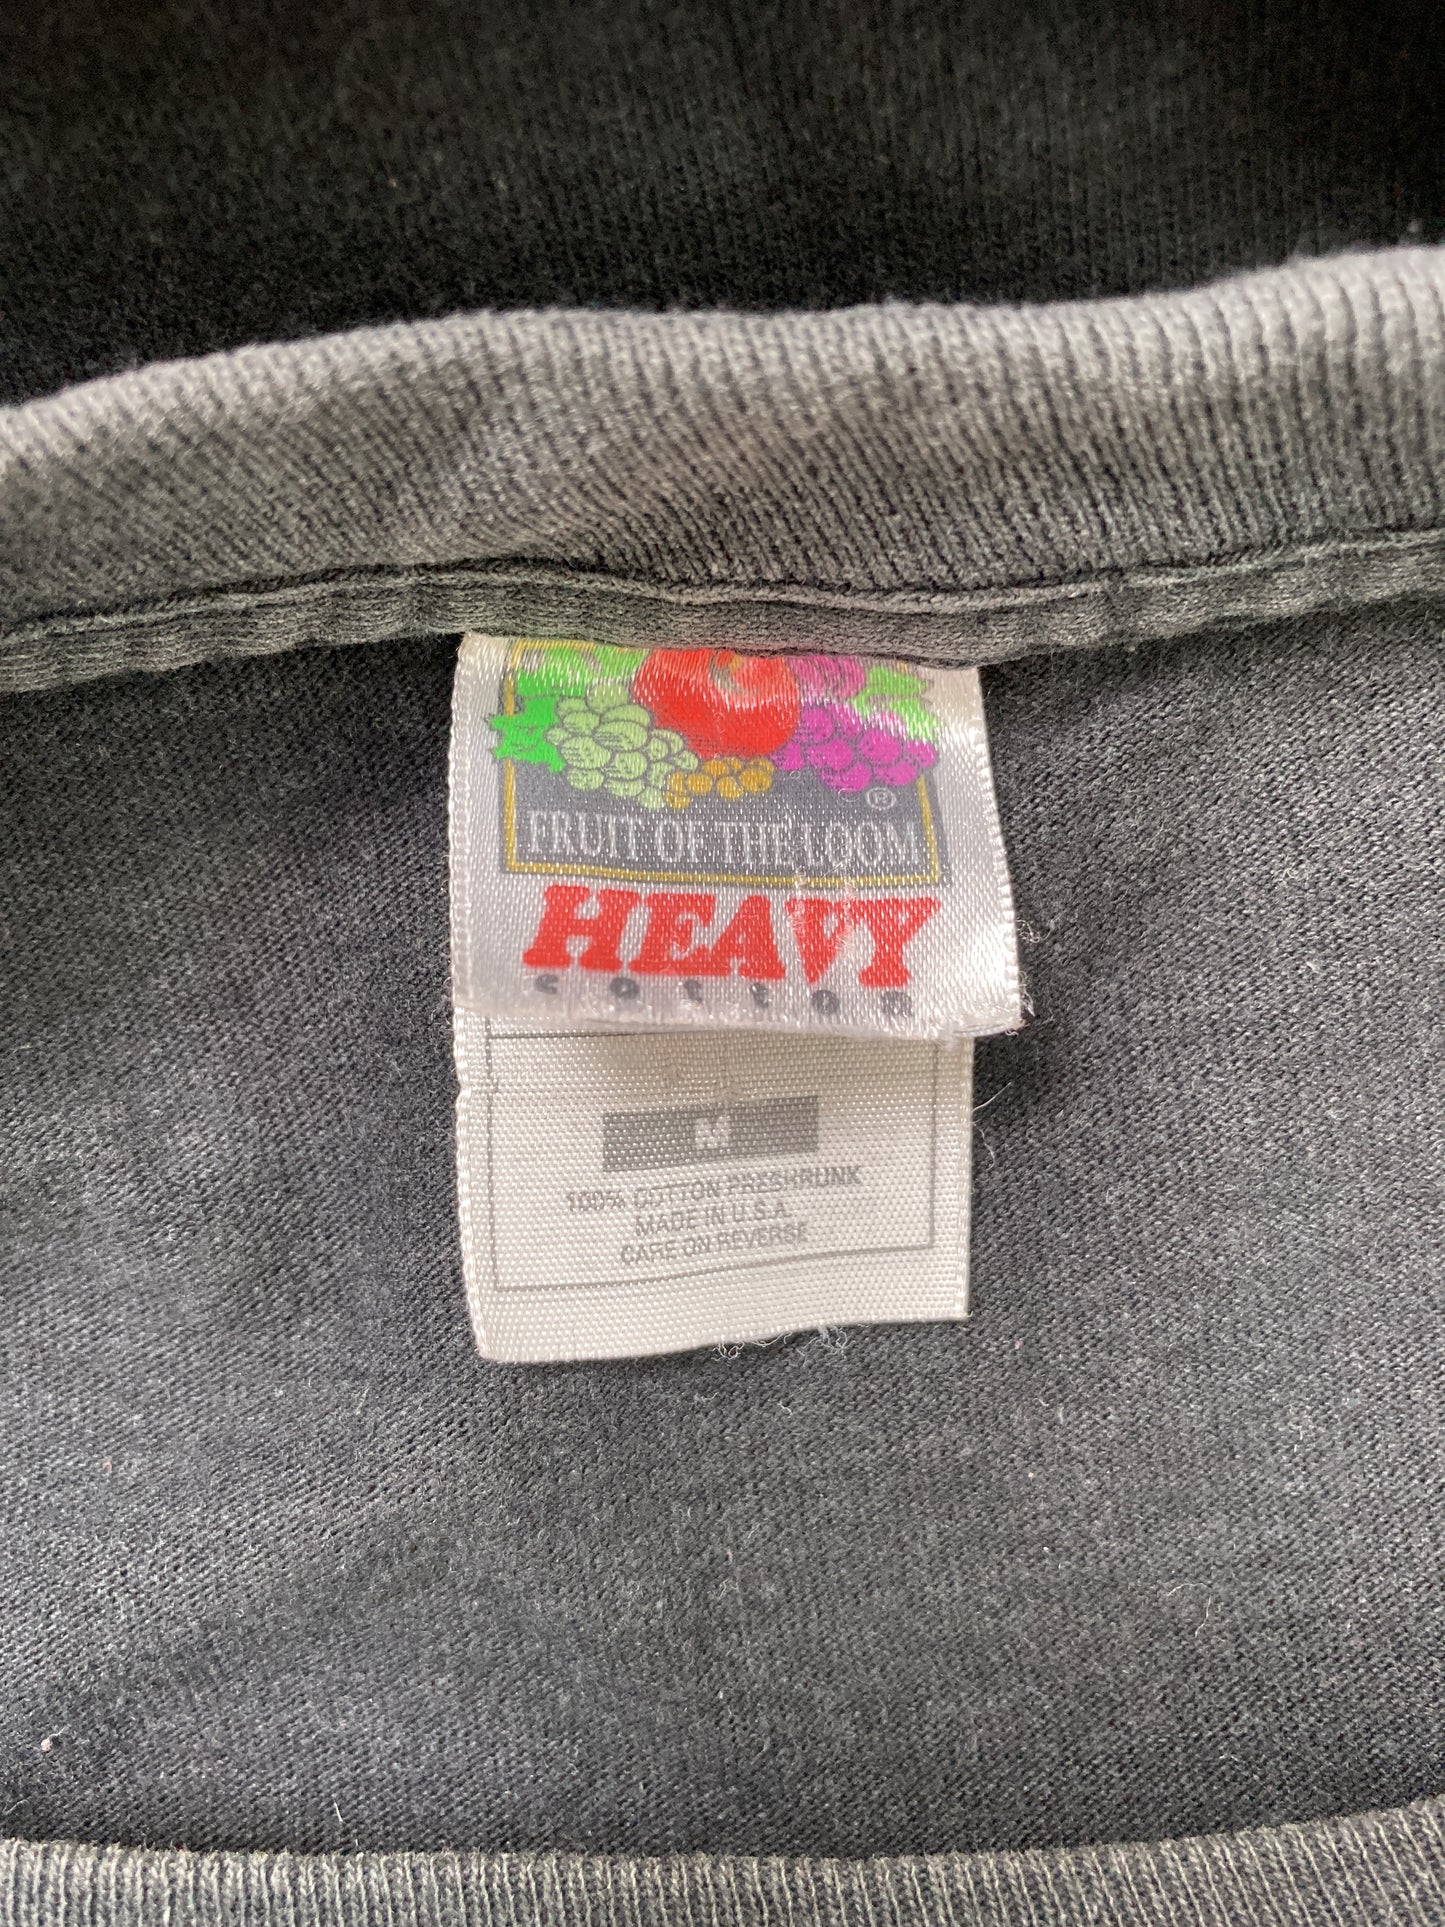 ®
FRUIT OF THE LOOM
HEAVY
COTTON
M
100% COTTON PRESHRUNK
MADE IN U.S.A.
CARE ON REVERSE